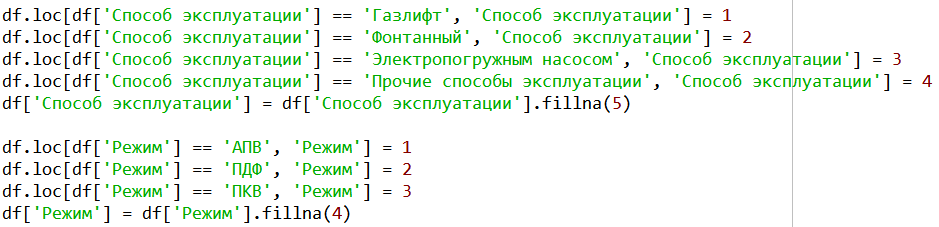 df.loc[df['Способ эксплуатации'] == 'Газлифт', 'Способ эксплуатации'] = 1
df.loc[df['Способ эксплуатации'] == 'Фонтанный', 'Способ эксплуатации'] = 2
df.loc[df['Способ эксплуатации'] == 'Электропогружным насосом', 'Способ эксплуатации'] = 3
df.loc[df['Способ эксплуатации'] == 'Прочие способы эксплуатации', 'Способ эксплуатации'] = 4
df['Способ эксплуатации'] = df['Способ эксплуатации'].fillna(5)
df.loc[df['Режим'] == 'АПВ', 'Режим'] = 1
df.loc[df['Режим'] == 'ПДФ', 'Режим'] = 2
df.loc[df['Режим'] == 'ПКВ', 'Режим'] = 3
df['Режим'] = df['Режим'].fillna(4)